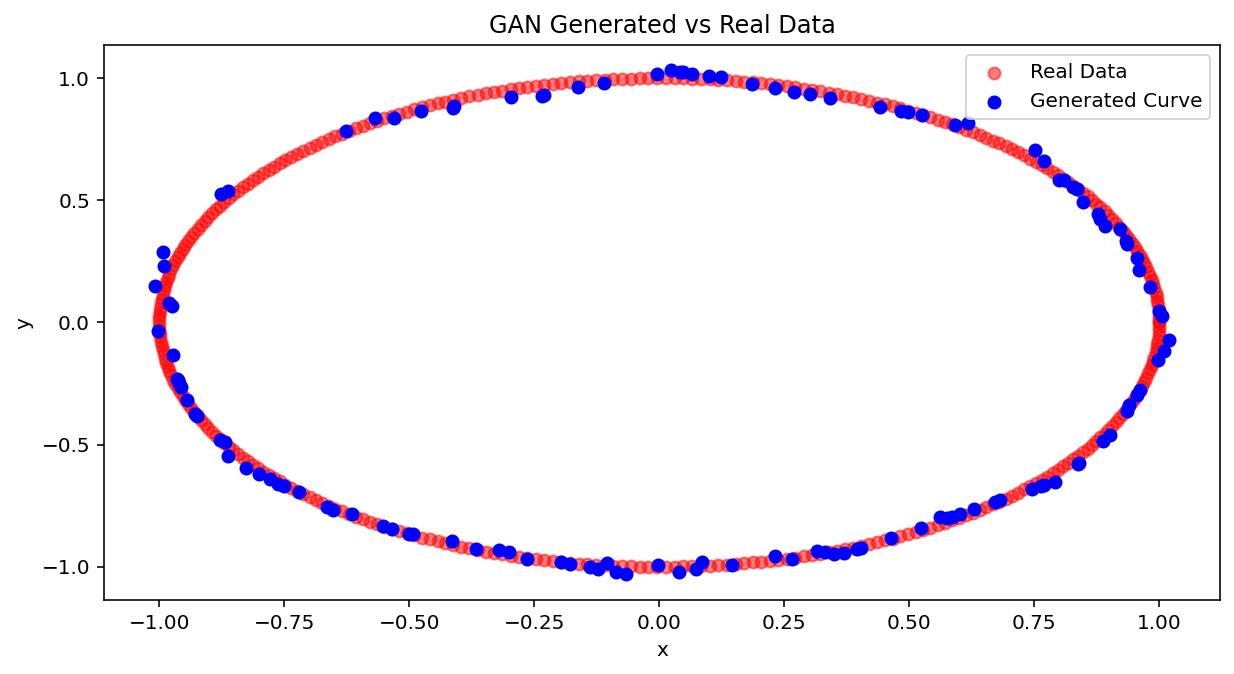 GAN Generated vs Real Data
Real Data
Generated Curve
y
1.0
0.5
0.0
−0.5
−1.0
−1.00 −0.75 −0.50 −0.25 0.00 0.25 0.50 0.75 1.00
x